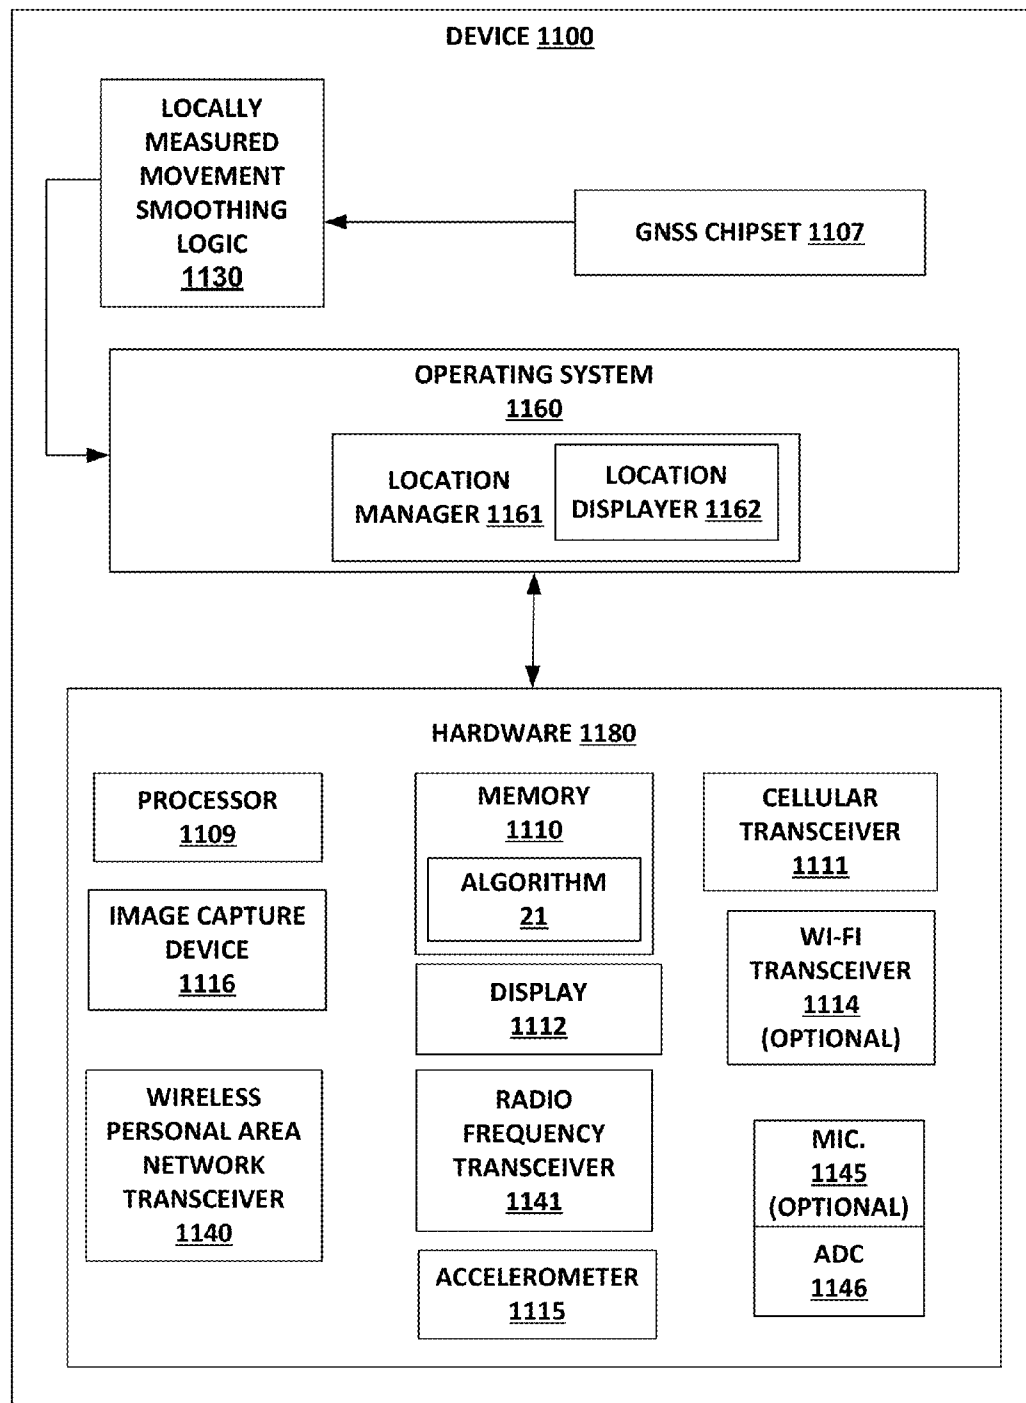 DEVICE 1100
LOCALLY
MEASURED
MOVEMENT
SMOOTHING
LOGIC
1130
GNSS CHIPSET 1107
OPERATING SYSTEM
1160
LOCATION
MANAGER 1161
LOCATION
DISPLAYER 1162
HARDWARE 1180
PROCESSOR
1109
MEMORY
1110
ALGORITHM
21
CELLULAR
TRANSCEIVER
1111
IMAGE CAPTURE
DEVICE
1116
DISPLAY
1112
WI-FI
TRANSCEIVER
1114
(OPTIONAL)
WIRELESS
PERSONAL AREA
NETWORK
TRANSCEIVER
1140
RADIO
FREQUENCY
TRANSCEIVER
1141
MIC.
1145
(OPTIONAL)
ADC
1146
ACCELEROMETER
1115